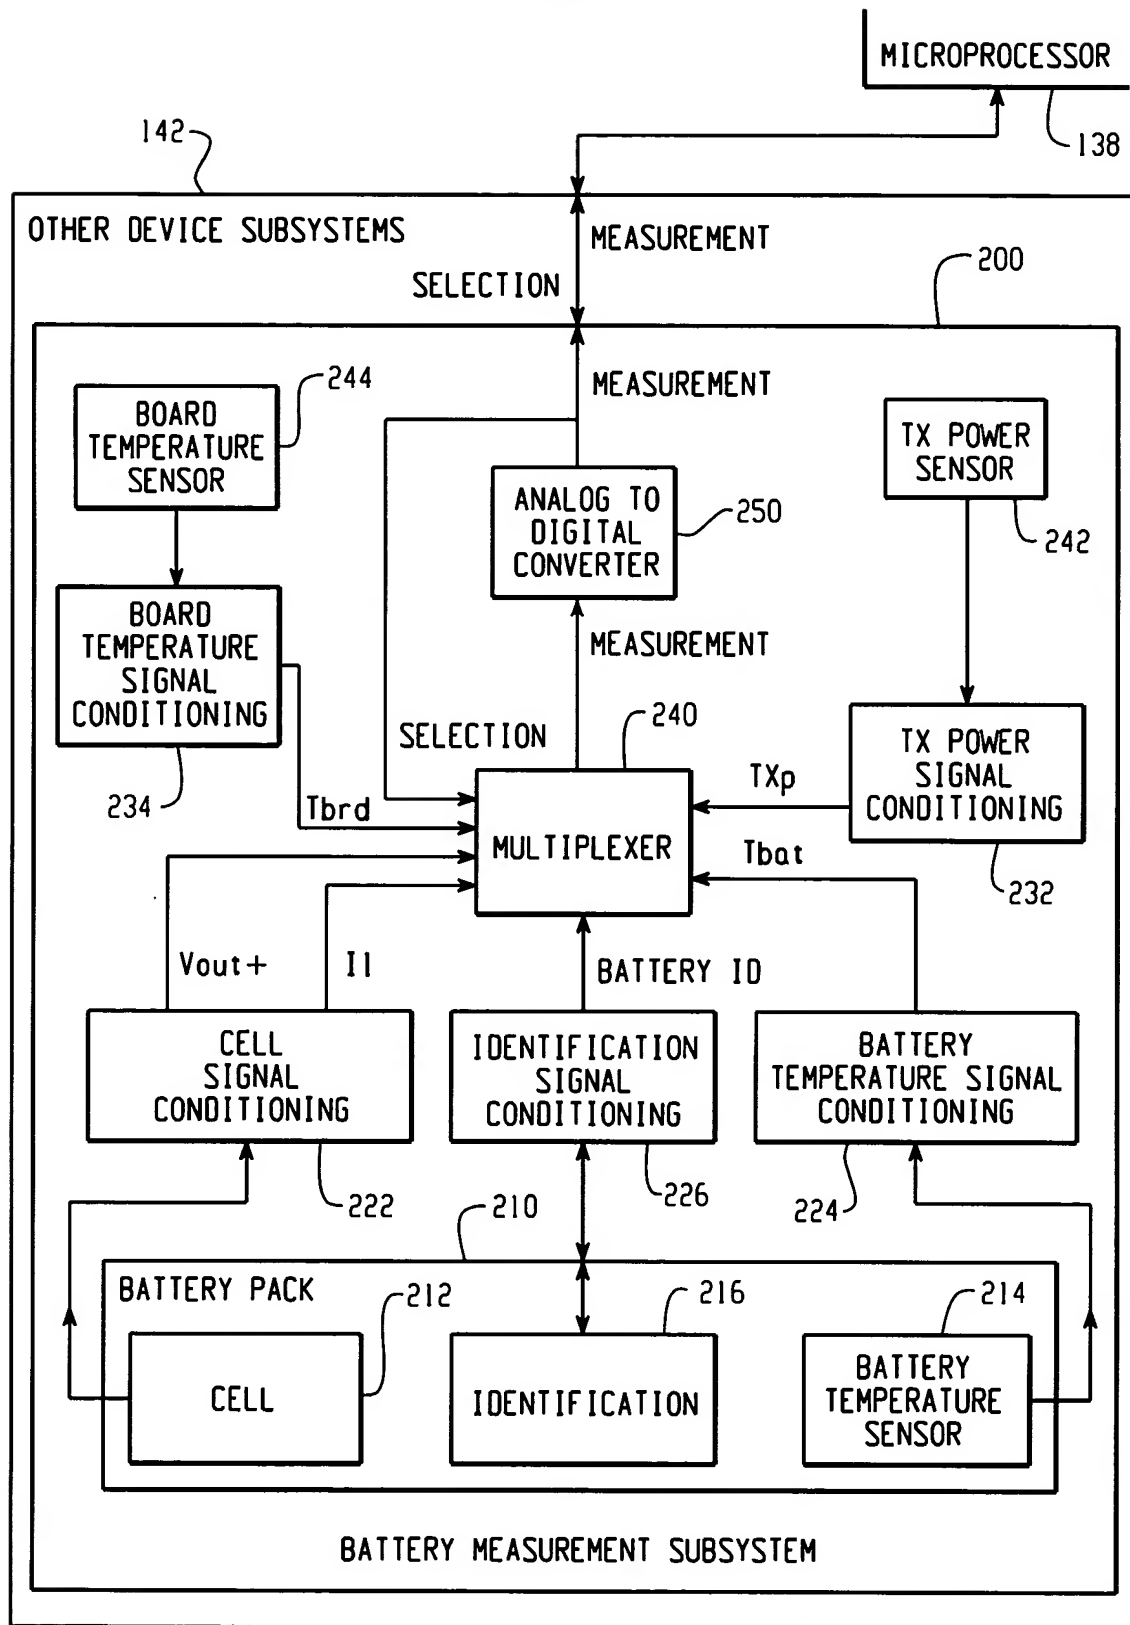 MICROPROCESSOR
138
142
OTHER DEVICE SUBSYSTEMS
MEASUREMENT
SELECTION
200
244
BOARD
TEMPERATURE
SENSOR
MEASUREMENT
TX POWER
SENSOR
242
ANALOG TO
DIGITAL
CONVERTER
250
BOARD
TEMPERATURE
SIGNAL
CONDITIONING
234
MEASUREMENT
SELECTION
240
TX POWER
SIGNAL
CONDITIONING
232
Tbrd
TXp
MULTIPLEXER
Tbat
Vout+
Il
BATTERY ID
CELL
SIGNAL
CONDITIONING
222
IDENTIFICATION
SIGNAL
CONDITIONING
226
BATTERY
TEMPERATURE SIGNAL
CONDITIONING
224
210
BATTERY PACK
212
216
214
CELL
IDENTIFICATION
BATTERY
TEMPERATURE
SENSOR
BATTERY MEASUREMENT SUBSYSTEM